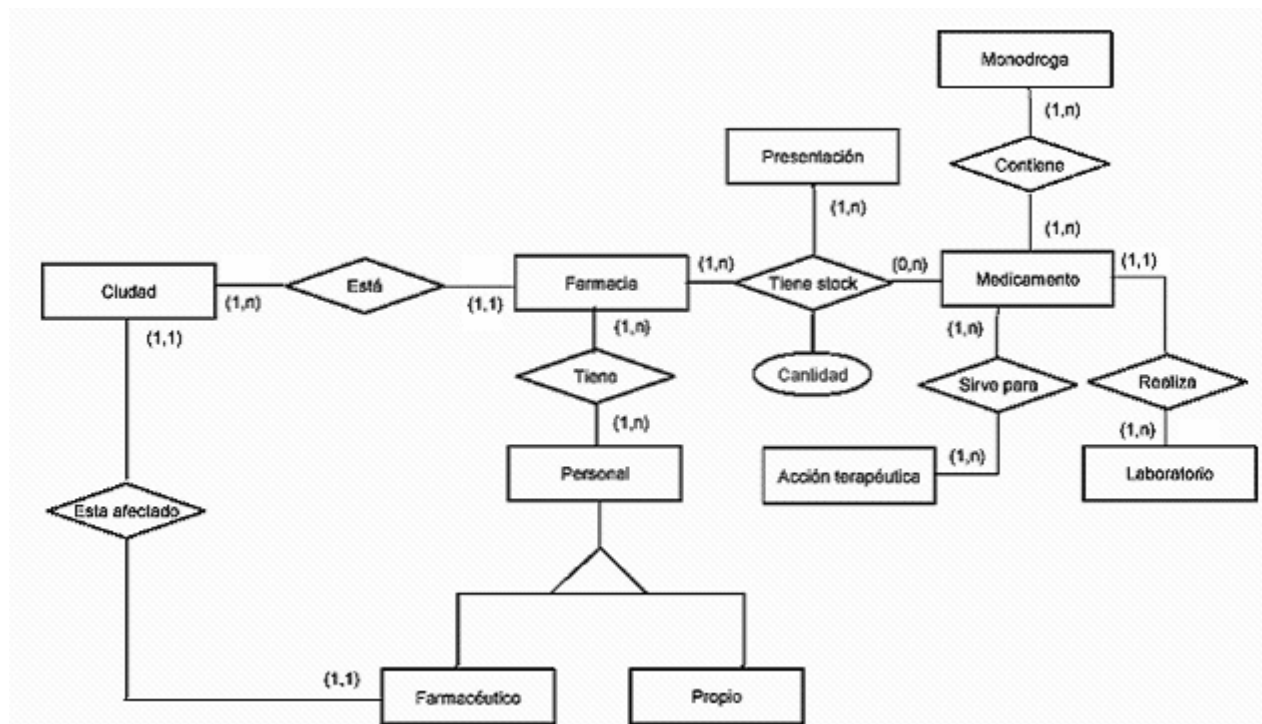 Monodroga
(1,n)
Presentación
Contiene
(1,n)
(1,n)
Ciudad
Está
Farmacia
(1,n)
Tiene stock
(0,n)
Medicamento
(1,1)
(1,n)
(1,1)
(1,1)
(1,n)
(1,n)
Tiene
Cantidad
Sirve para
Realiza
(1,n)
(1,n)
Personal
Acción terapéutica
(1,n)
Laboratorio
Esta afectado
(1,1)
Farmacéutico
Propio